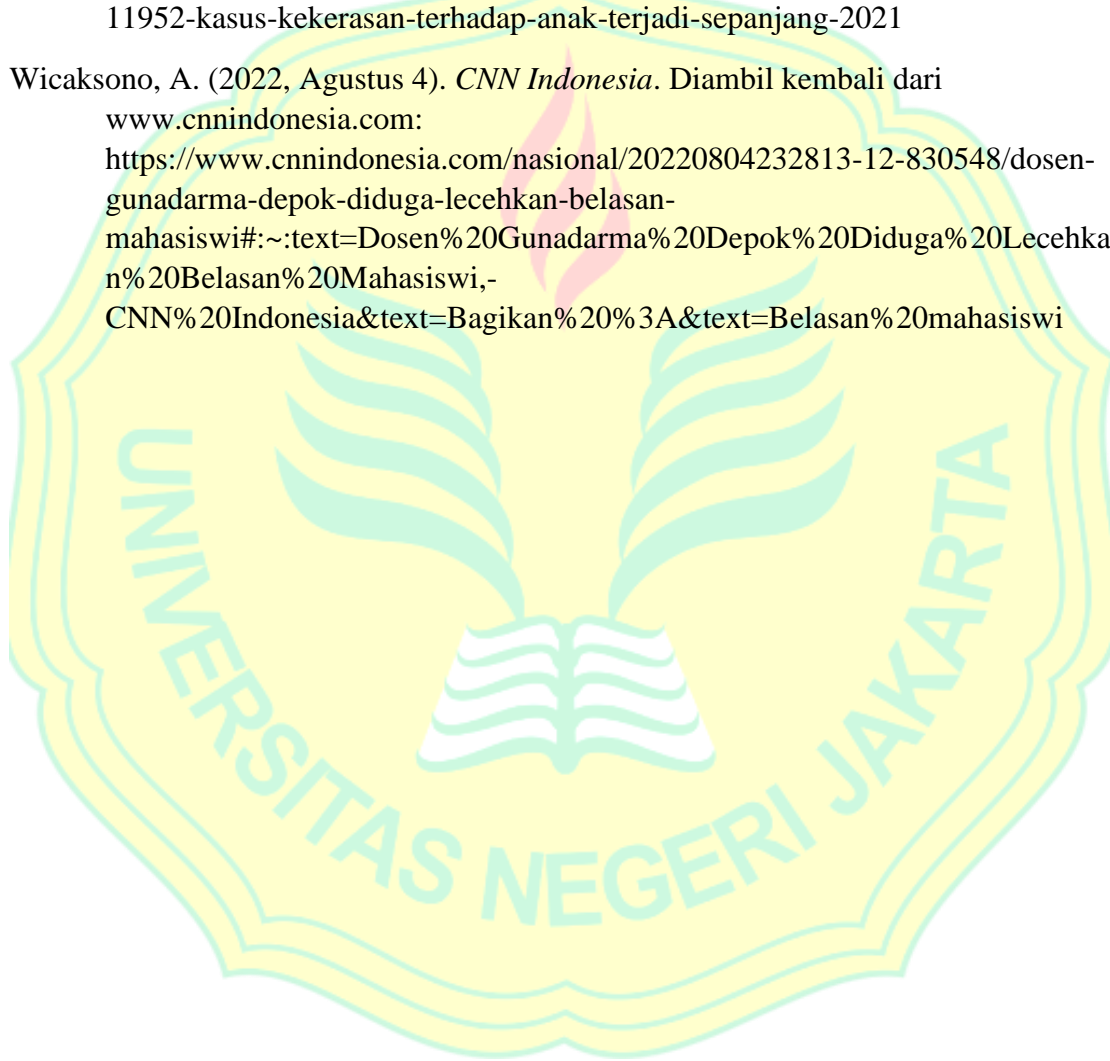 11952-kasus-kekerasan-terhadap-anak-terjadi-sepanjang-2021
Wicaksono, A. (2022, Agustus 4). CNN Indonesia. Diambil kembali dari
www.cnnindonesia.com:
https://www.cnnindonesia.com/nasional/20220804232813-12-830548/dosen-
gunadarma-depok-diduga-lecehkan-belasan-
mahasiswi#:~:text=Dosen%20Gunadarma%20Depok%20Diduga%20Lecehka
n%20Belasan%20Mahasiswi,-
CNN%20Indonesia&text=Bagikan%20%3A&text=Belasan%20mahasiswi
UNIVERSITAS NEGERI JAKARTA